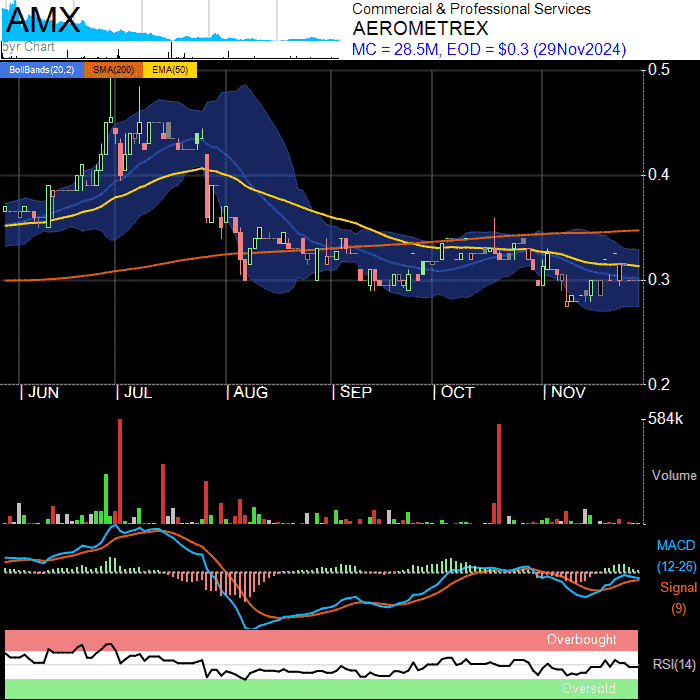 AMX
5yr Chart
Commercial & Professional Services
AEROMETREX
MC = 28.5M, EOD = $0.3 (29Nov2024)
BollBands(20,2) SMA(200) EMA(50)
0.5
0.4
0.3
0.2
JUN JUL AUG SEP OCT NOV
584k
Volume
MACD
(12-26)
Signal
(9)
Overbought
RSI(14)
Oversold